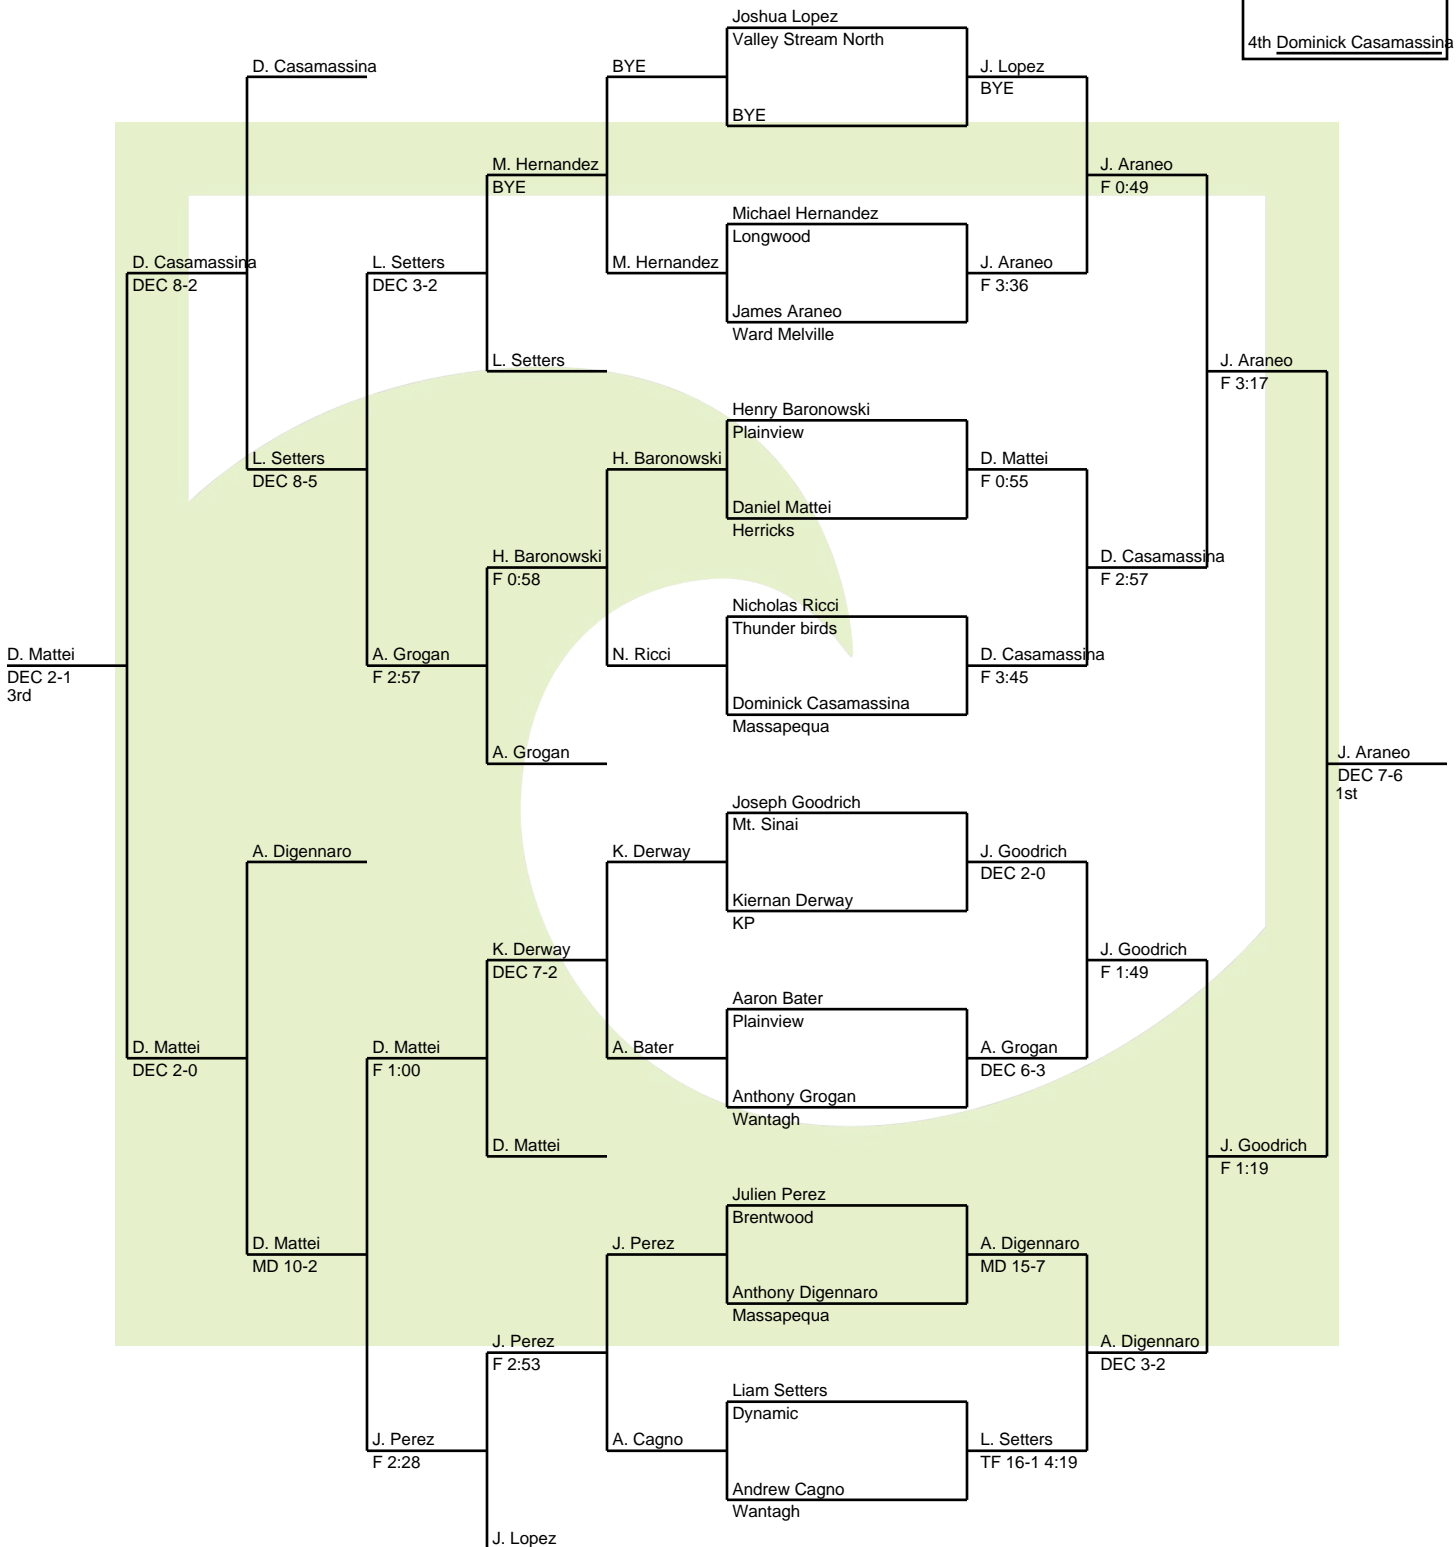 Joshua Lopez
Valley Stream North
4th Dominick Casamassina
D. Casamassina
BYE
J. Lopez
BYE
BYE
M. Hernandez
BYE
J. Araneo
F 0:49
Michael Hernandez
Longwood
D. Casamassina
DEC 8-2
L. Setters
DEC 3-2
M. Hernandez
J. Araneo
F 3:36
James Araneo
Ward Melville
L. Setters
J. Araneo
F 3:17
Henry Baronowski
Plainview
L. Setters
DEC 8-5
H. Baronowski
D. Mattei
F 0:55
Daniel Mattei
Herricks
H. Baronowski
F 0:58
D. Casamassina
F 2:57
Nicholas Ricci
Thunder birds
D. Mattei
DEC 2-1
3rd
A. Grogan
F 2:57
N. Ricci
D. Casamassina
F 3:45
Dominick Casamassina
Massapequa
A. Grogan
J. Araneo
DEC 7-6
1st
Joseph Goodrich
Mt. Sinai
A. Digennaro
K. Derway
J. Goodrich
DEC 2-0
Kiernan Derway
KP
K. Derway
DEC 7-2
J. Goodrich
F 1:49
Aaron Bater
Plainview
D. Mattei
DEC 2-0
D. Mattei
F 1:00
A. Bater
A. Grogan
DEC 6-3
Anthony Grogan
Wantagh
D. Mattei
J. Goodrich
F 1:19
Julien Perez
Brentwood
D. Mattei
MD 10-2
J. Perez
A. Digennaro
MD 15-7
Anthony Digennaro
Massapequa
J. Perez
F 2:53
A. Digennaro
DEC 3-2
Liam Setters
Dynamic
J. Perez
F 2:28
A. Cagno
L. Setters
TF 16-1 4:19
Andrew Cagno
Wantagh
J. Lopez